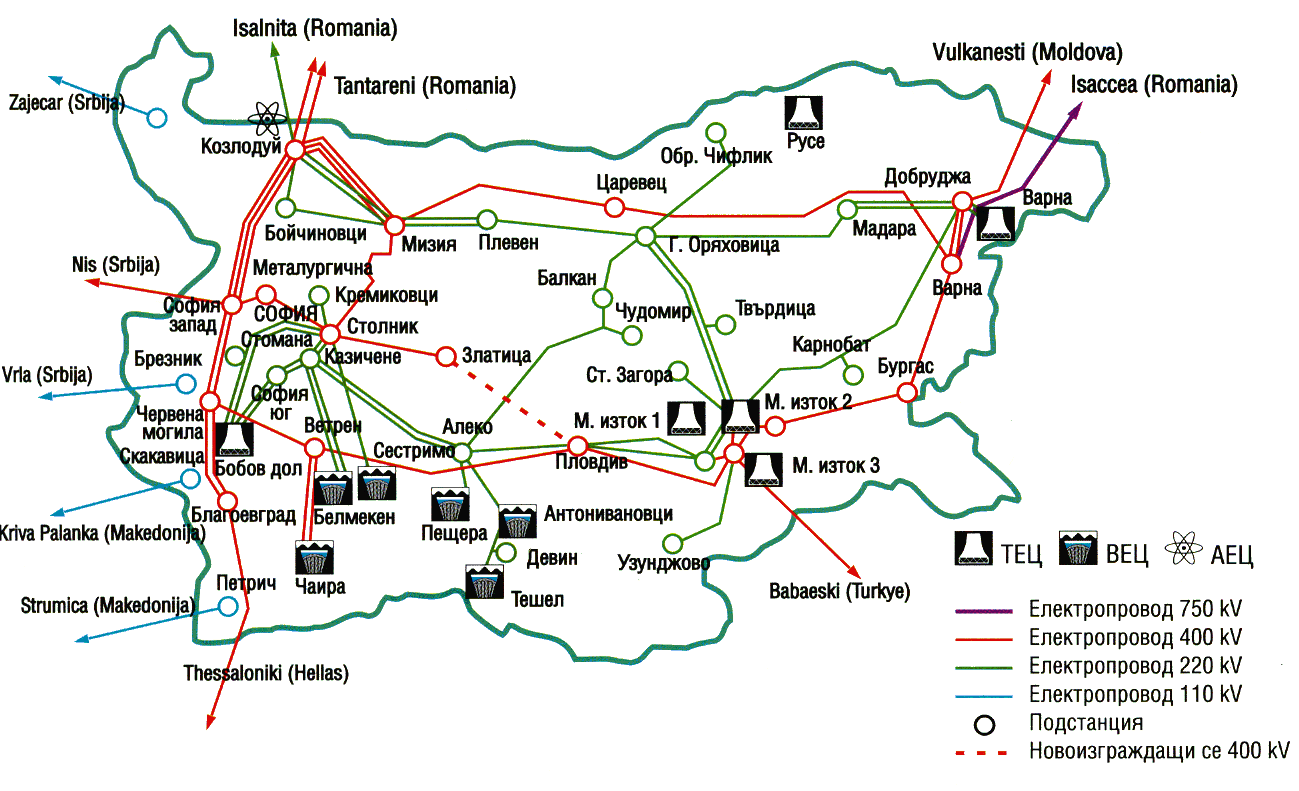 Isalnita (Romania)
Tantareni (Romania)
Vulkanesti (Moldova)
Isaccea (Romania)
Zajecar (Srbija)
Козлодуй
Обр. Чифлик
Русе
Царевец
Добруджа
Варна
Бойчиновци
Мизия
Плевен
Г. Оряховица
Мадара
Nis (Srbija)
Металургична
Балкан
Варна
София
запад
СОФИЯ
Кремиковци
Столник
Чудомир
Твърдица
Стомана
Казичене
Златица
Карнобат
Брезник
Vrla (Srbija)
София
юг
Ст. Загора
Бургас
Червена
могила
Ветрен
Алеко
М. изток 1
М. изток 2
Скакавица
Бобов дол
Сестримо
Пловдив
М. изток 3
Благоевград
Белмекен
Пещера
Антонивановци
Kriva Palanka (Makedonija)
Девин
Узунджово
Петрич
Чаира
Тешел
Babaeski (Turkye)
Strumica (Makedonija)
Thessaloniki (Hellas)
ТЕЦ
ВЕЦ
АЕЦ
Електропровод 750 kV
Електропровод 400 kV
Електропровод 220 kV
Електропровод 110 kV
Подстанция
Новоизграждащи се 400 kV